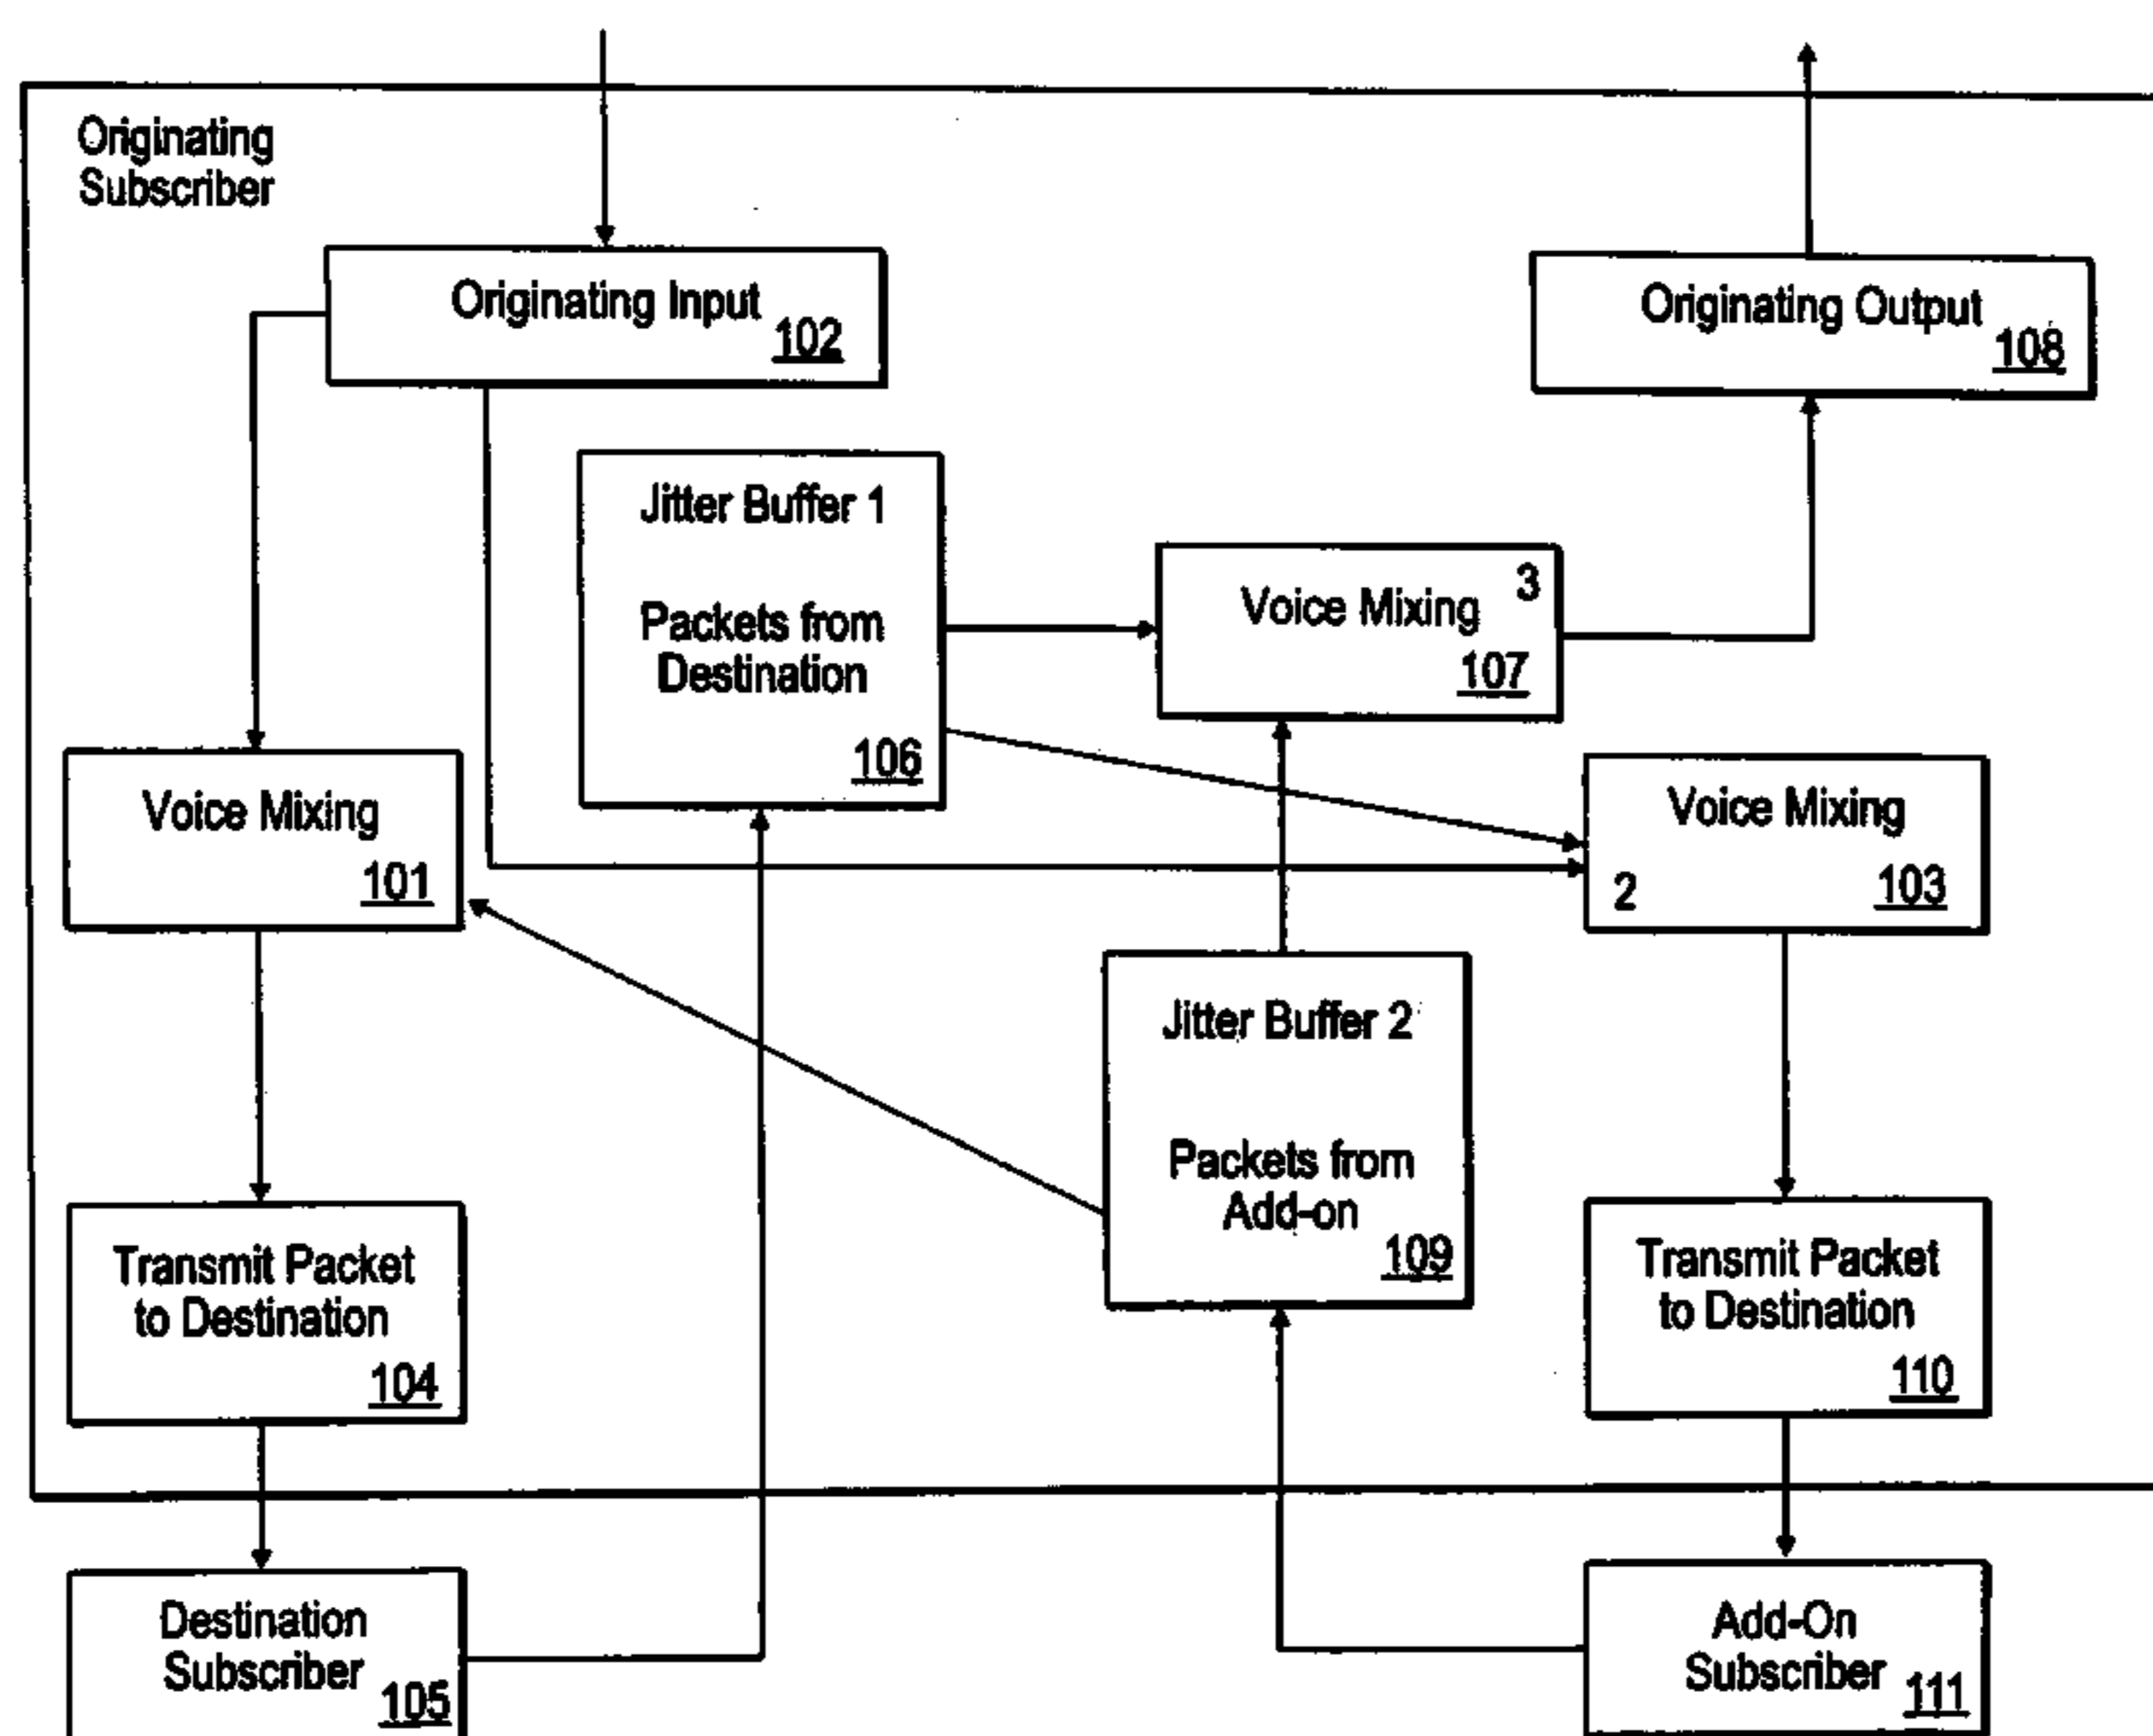 Originating
Subscriber
Originating Input
102
Originating Output
108
Jitter Buffer 1
Packets from
Destination
106
Voice Mixing
3
107
Voice Mixing
101
Voice Mixing
2
103
Jitter Buffer 2
Packets from
Add-on
109
Transmit Packet
to Destination
104
Transmit Packet
to Destination
110
Destination
Subscriber
105
Add-On
Subscriber
111